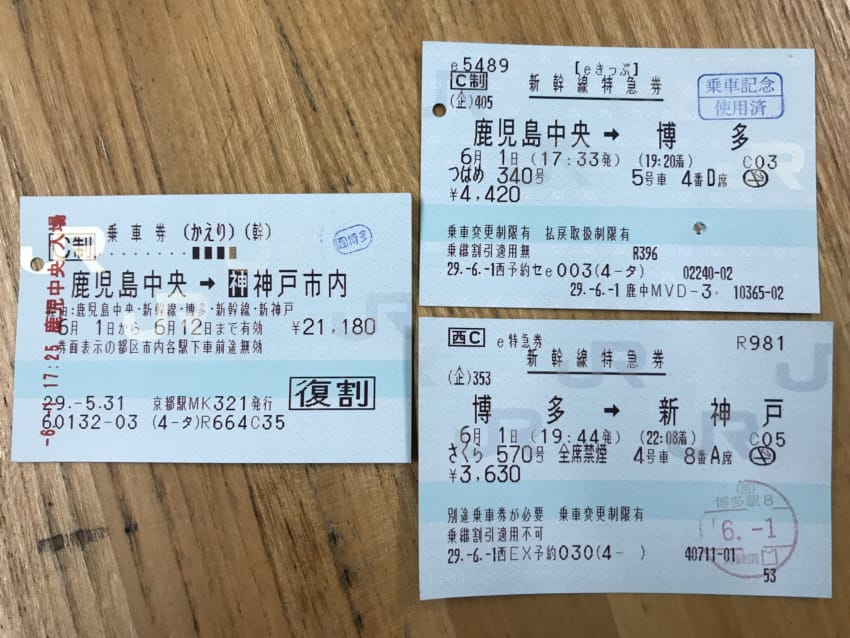 C制 乗車券 (かえり) (幹)
鹿児島中央 → 神 神戸市内
経由:鹿児島中央・新幹線・博多・新幹線・新神戸
6月 1日から 6月12日まで有効 ¥21,180
券面表示の都区市内各駅下車前途無効
復割
29.-5.31 京都駅MK321発行
60132-03 (4-タ)R664C35
-6.-1 17:25 鹿児島中央 入場
西博多
e5489 【eきっぷ】
C制 新幹線特急券
(企)405
乗車記念
使用済
鹿児島中央 → 博多
6月 1日 (17:33発) (19:20着) C03
つばめ 340号 5号車 4番D席
¥4,420
乗車変更制限有 払戻取扱制限有
乗継割引適用無 R396
29.-6.-1西予約セe003(4-タ) 02240-02
29.-6.-1 鹿中MVD-3 10365-02
西C e特急券 R981
新幹線特急券
(企)353
博多 → 新神戸
6月 1日 (19:44発) (22:08着) C05
さくら 570号 全席禁煙 4号車 8番A席
¥3,630
別途乗車券が必要 乗車変更制限有
乗継割引適用不可
29.-6.-1西EX予約030(4- ) 40711-01
53
(西)
博多駅8
'6.-1